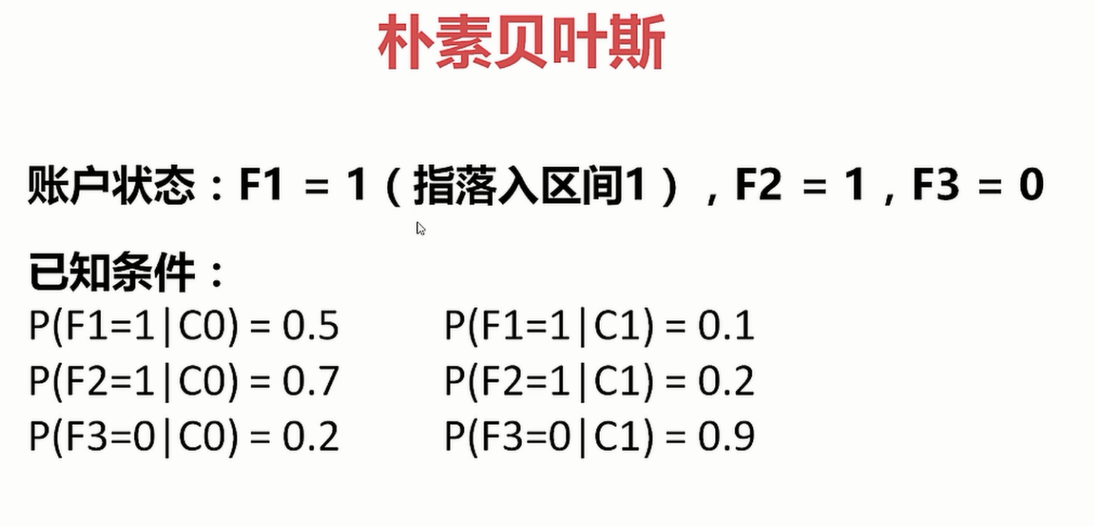 朴素贝叶斯
账户状态：F1 = 1（指落入区间1），F2 = 1，F3 = 0
已知条件：
P(F1=1|C0) = 0.5 P(F1=1|C1) = 0.1
P(F2=1|C0) = 0.7 P(F2=1|C1) = 0.2
P(F3=0|C0) = 0.2 P(F3=0|C1) = 0.9